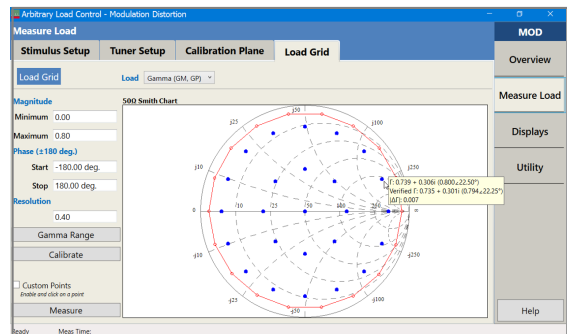 Arbitrary Load Control - Modulation Distortion
Measure Load
MOD
Stimulus Setup
Tuner Setup
Calibration Plane
Load Grid
Overview
Measure Load
Displays
Utility
Help
Load Grid
Load
Gamma (GM, GP)
Magnitude
50Ω Smith Chart
Minimum 0.00
Maximum 0.80
Phase (±180 deg.)
Start -180.00 deg.
Stop 180.00 deg.
Resolution
0.40
Gamma Range
Calibrate
Custom Points
Enable and click on a point
Measure
j50
j25
j100
j10
j250
0
10
25
50
100
250
∞
-j10
-j250
-j25
-j100
-j50
Γ: 0.739 + 0.306i (0.800∠22.50°)
Verified Γ: 0.735 + 0.301i (0.794∠22.25°)
|ΔΓ|: 0.007
Ready
Meas Time: